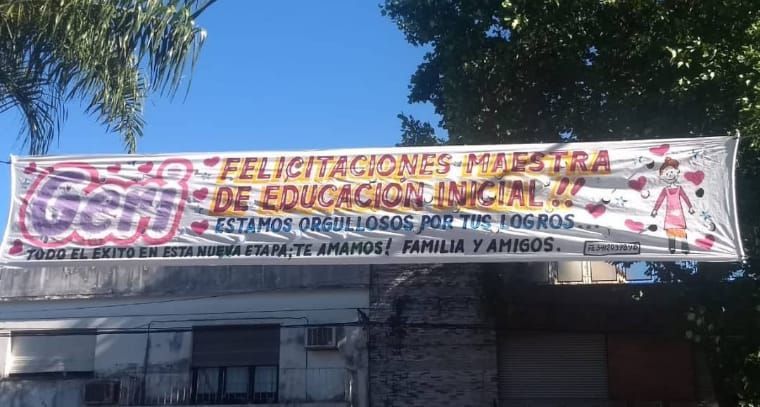 Geri
FELICITACIONES MAESTRA
DE EDUCACIÓN INICIAL!!
ESTAMOS ORGULLOSOS POR TUS LOGROS...
TODO EL EXITO EN ESTA NUEVA ETAPA ¡TE AMAMOS! FAMILIA Y AMIGOS.